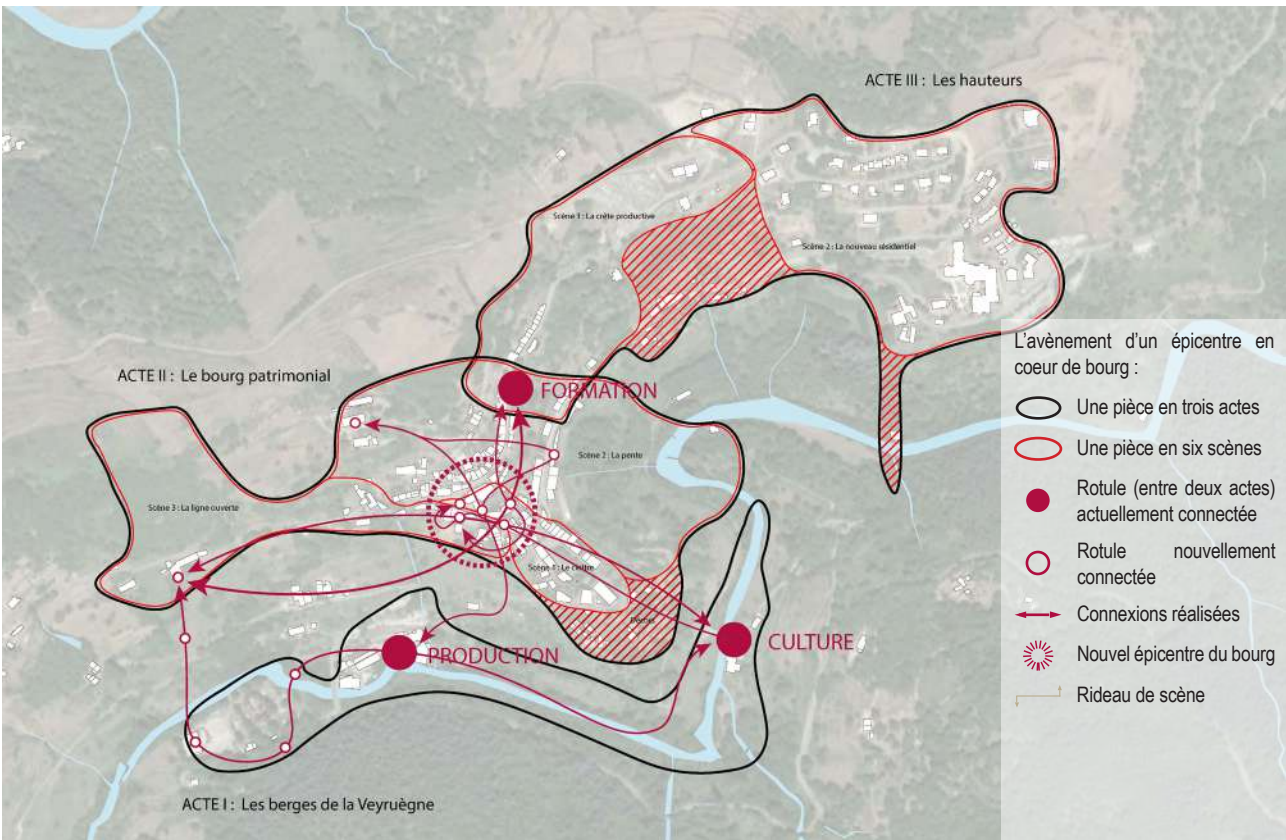 ACTE III : Les hauteurs
Scène 1 : La crête productive
Scène 2 : La nouveau résidentiel
ACTE II : Le bourg patrimonial
FORMATION
Scène 2 : La pente
Scène 3 : La ligne ouverte
Scène 1 : Le cintre
PRODUCTION
CULTURE
ACTE I : Les berges de la Veyruègne
L'avènement d'un épicentre en
coeur de bourg :
Une pièce en trois actes
Une pièce en six scènes
Rotule (entre deux actes)
actuellement connectée
Rotule nouvellement
connectée
Connexions réalisées
Nouvel épicentre du bourg
Rideau de scène